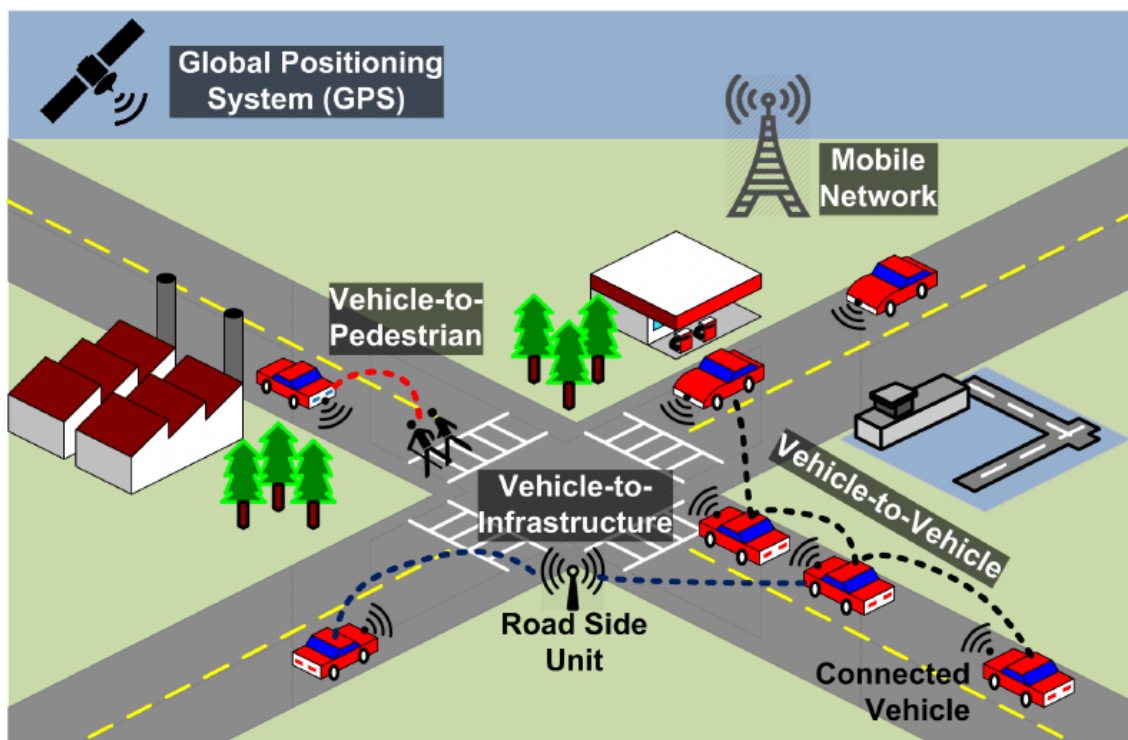 Global Positioning
System (GPS)
Mobile
Network
Vehicle-to-
Pedestrian
Vehicle-to-Vehicle
Vehicle-to-
Infrastructure
Road Side
Unit
Connected
Vehicle